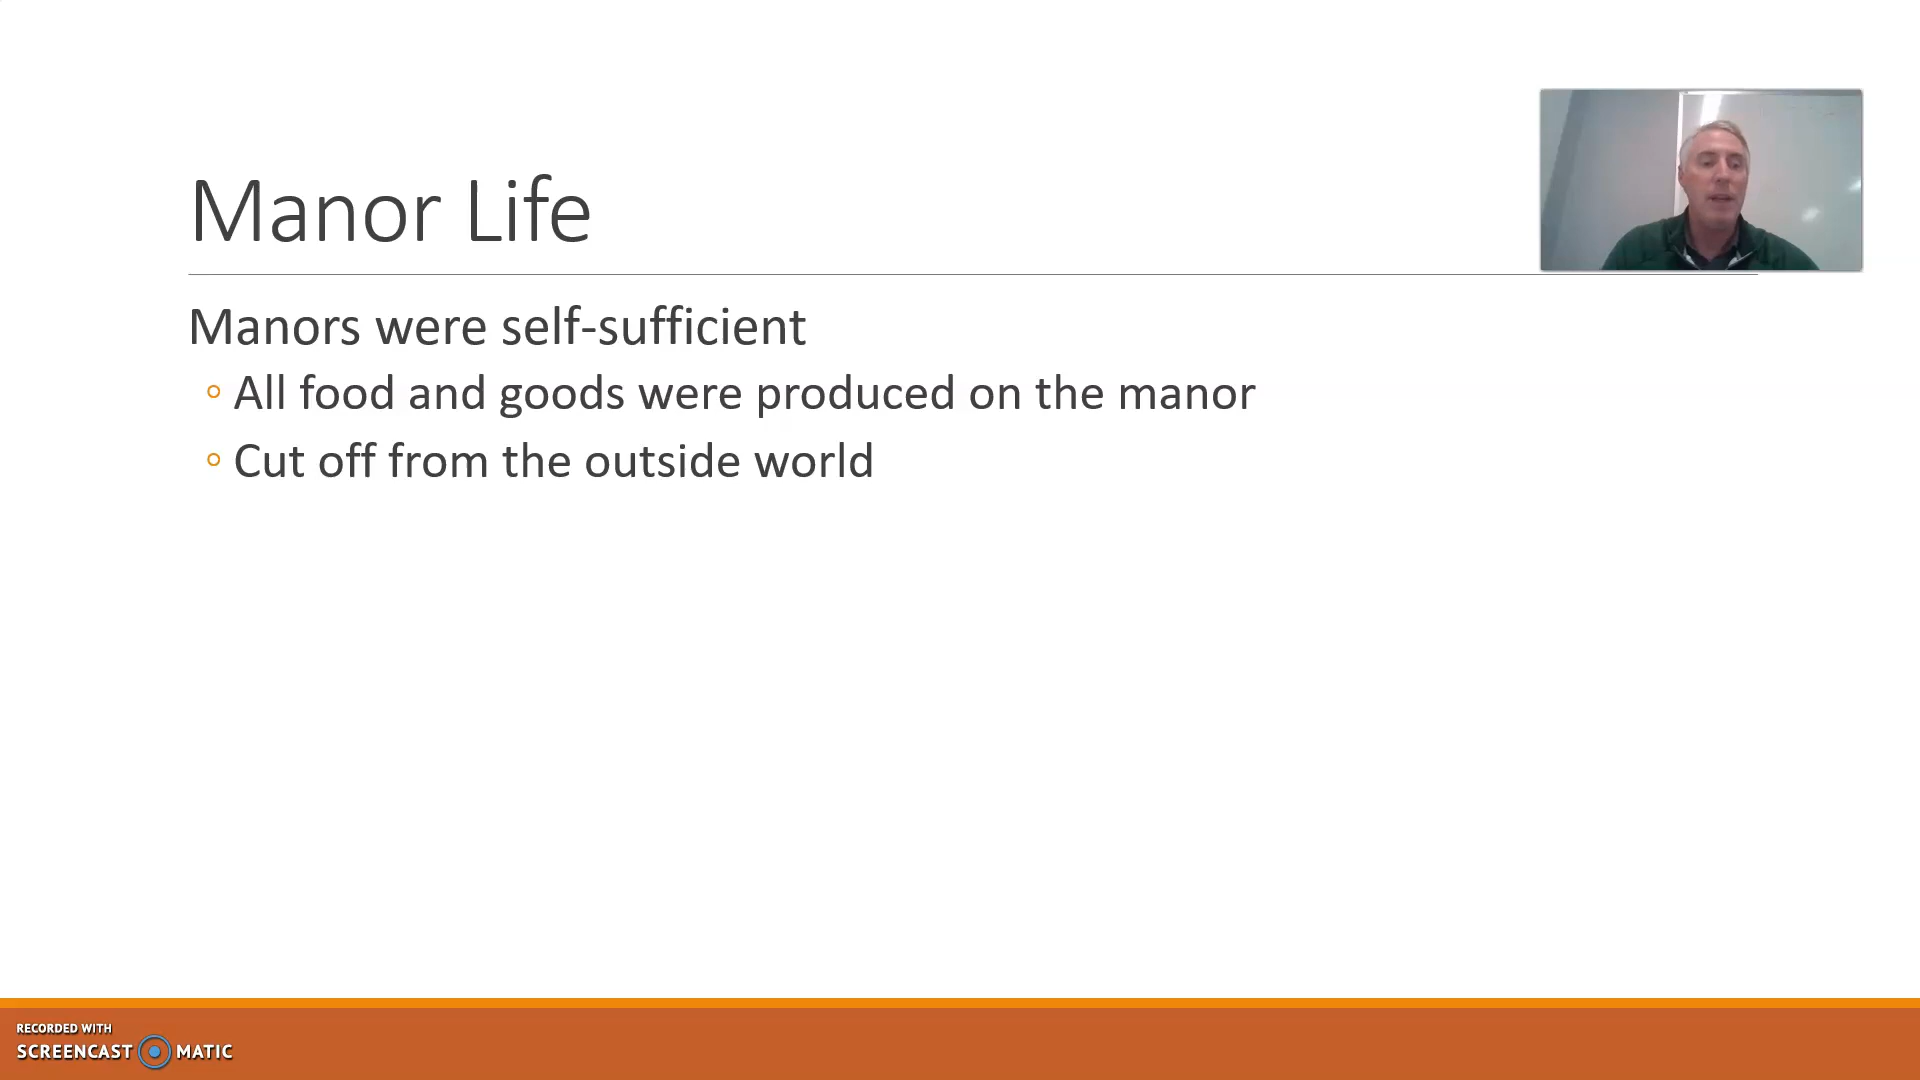 Manor Life
Manors were self-sufficient
All food and goods were produced on the manor
Cut off from the outside world
RECORDED WITH
SCREENCAST MATIC